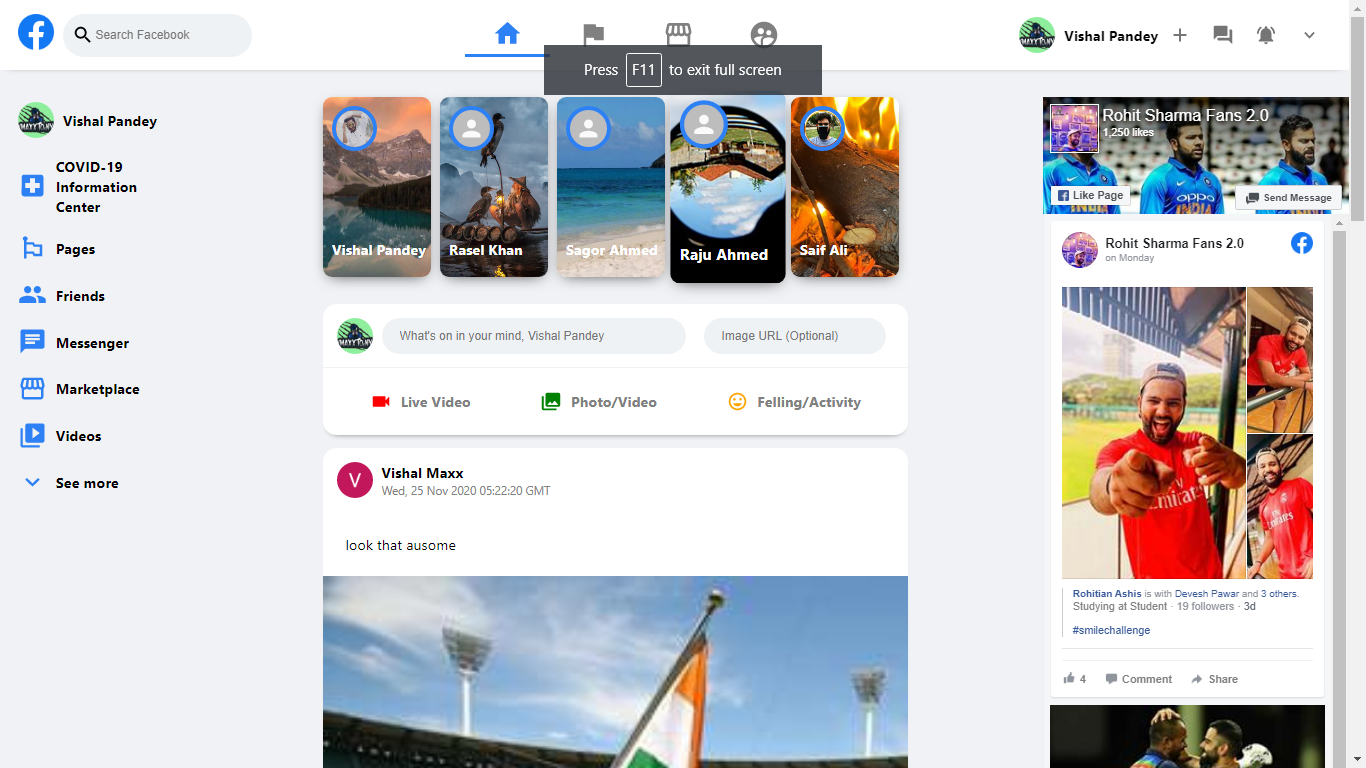 Search Facebook
Vishal Pandey
Press F11 to exit full screen
Vishal Pandey
COVID-19
Information
Center
Pages
Friends
Messenger
Marketplace
Videos
See more
Vishal Pandey
Rasel Khan
Sagor Ahmed
Raju Ahmed
Saif Ali
What's on in your mind, Vishal Pandey
Image URL (Optional)
Live Video
Photo/Video
Felling/Activity
V
Vishal Maxx
Wed, 25 Nov 2020 05:22:20 GMT
look that ausome
Rohit Sharma Fans 2.0
1,250 likes
oppo
INDIA
Like Page
Send Message
Rohit Sharma Fans 2.0
on Monday
Emirates
Emirates
Rohitian Ashis is with Devesh Pawar and 3 others.
Studying at Student · 19 followers · 3d
#smilechallenge
4
Comment
Share